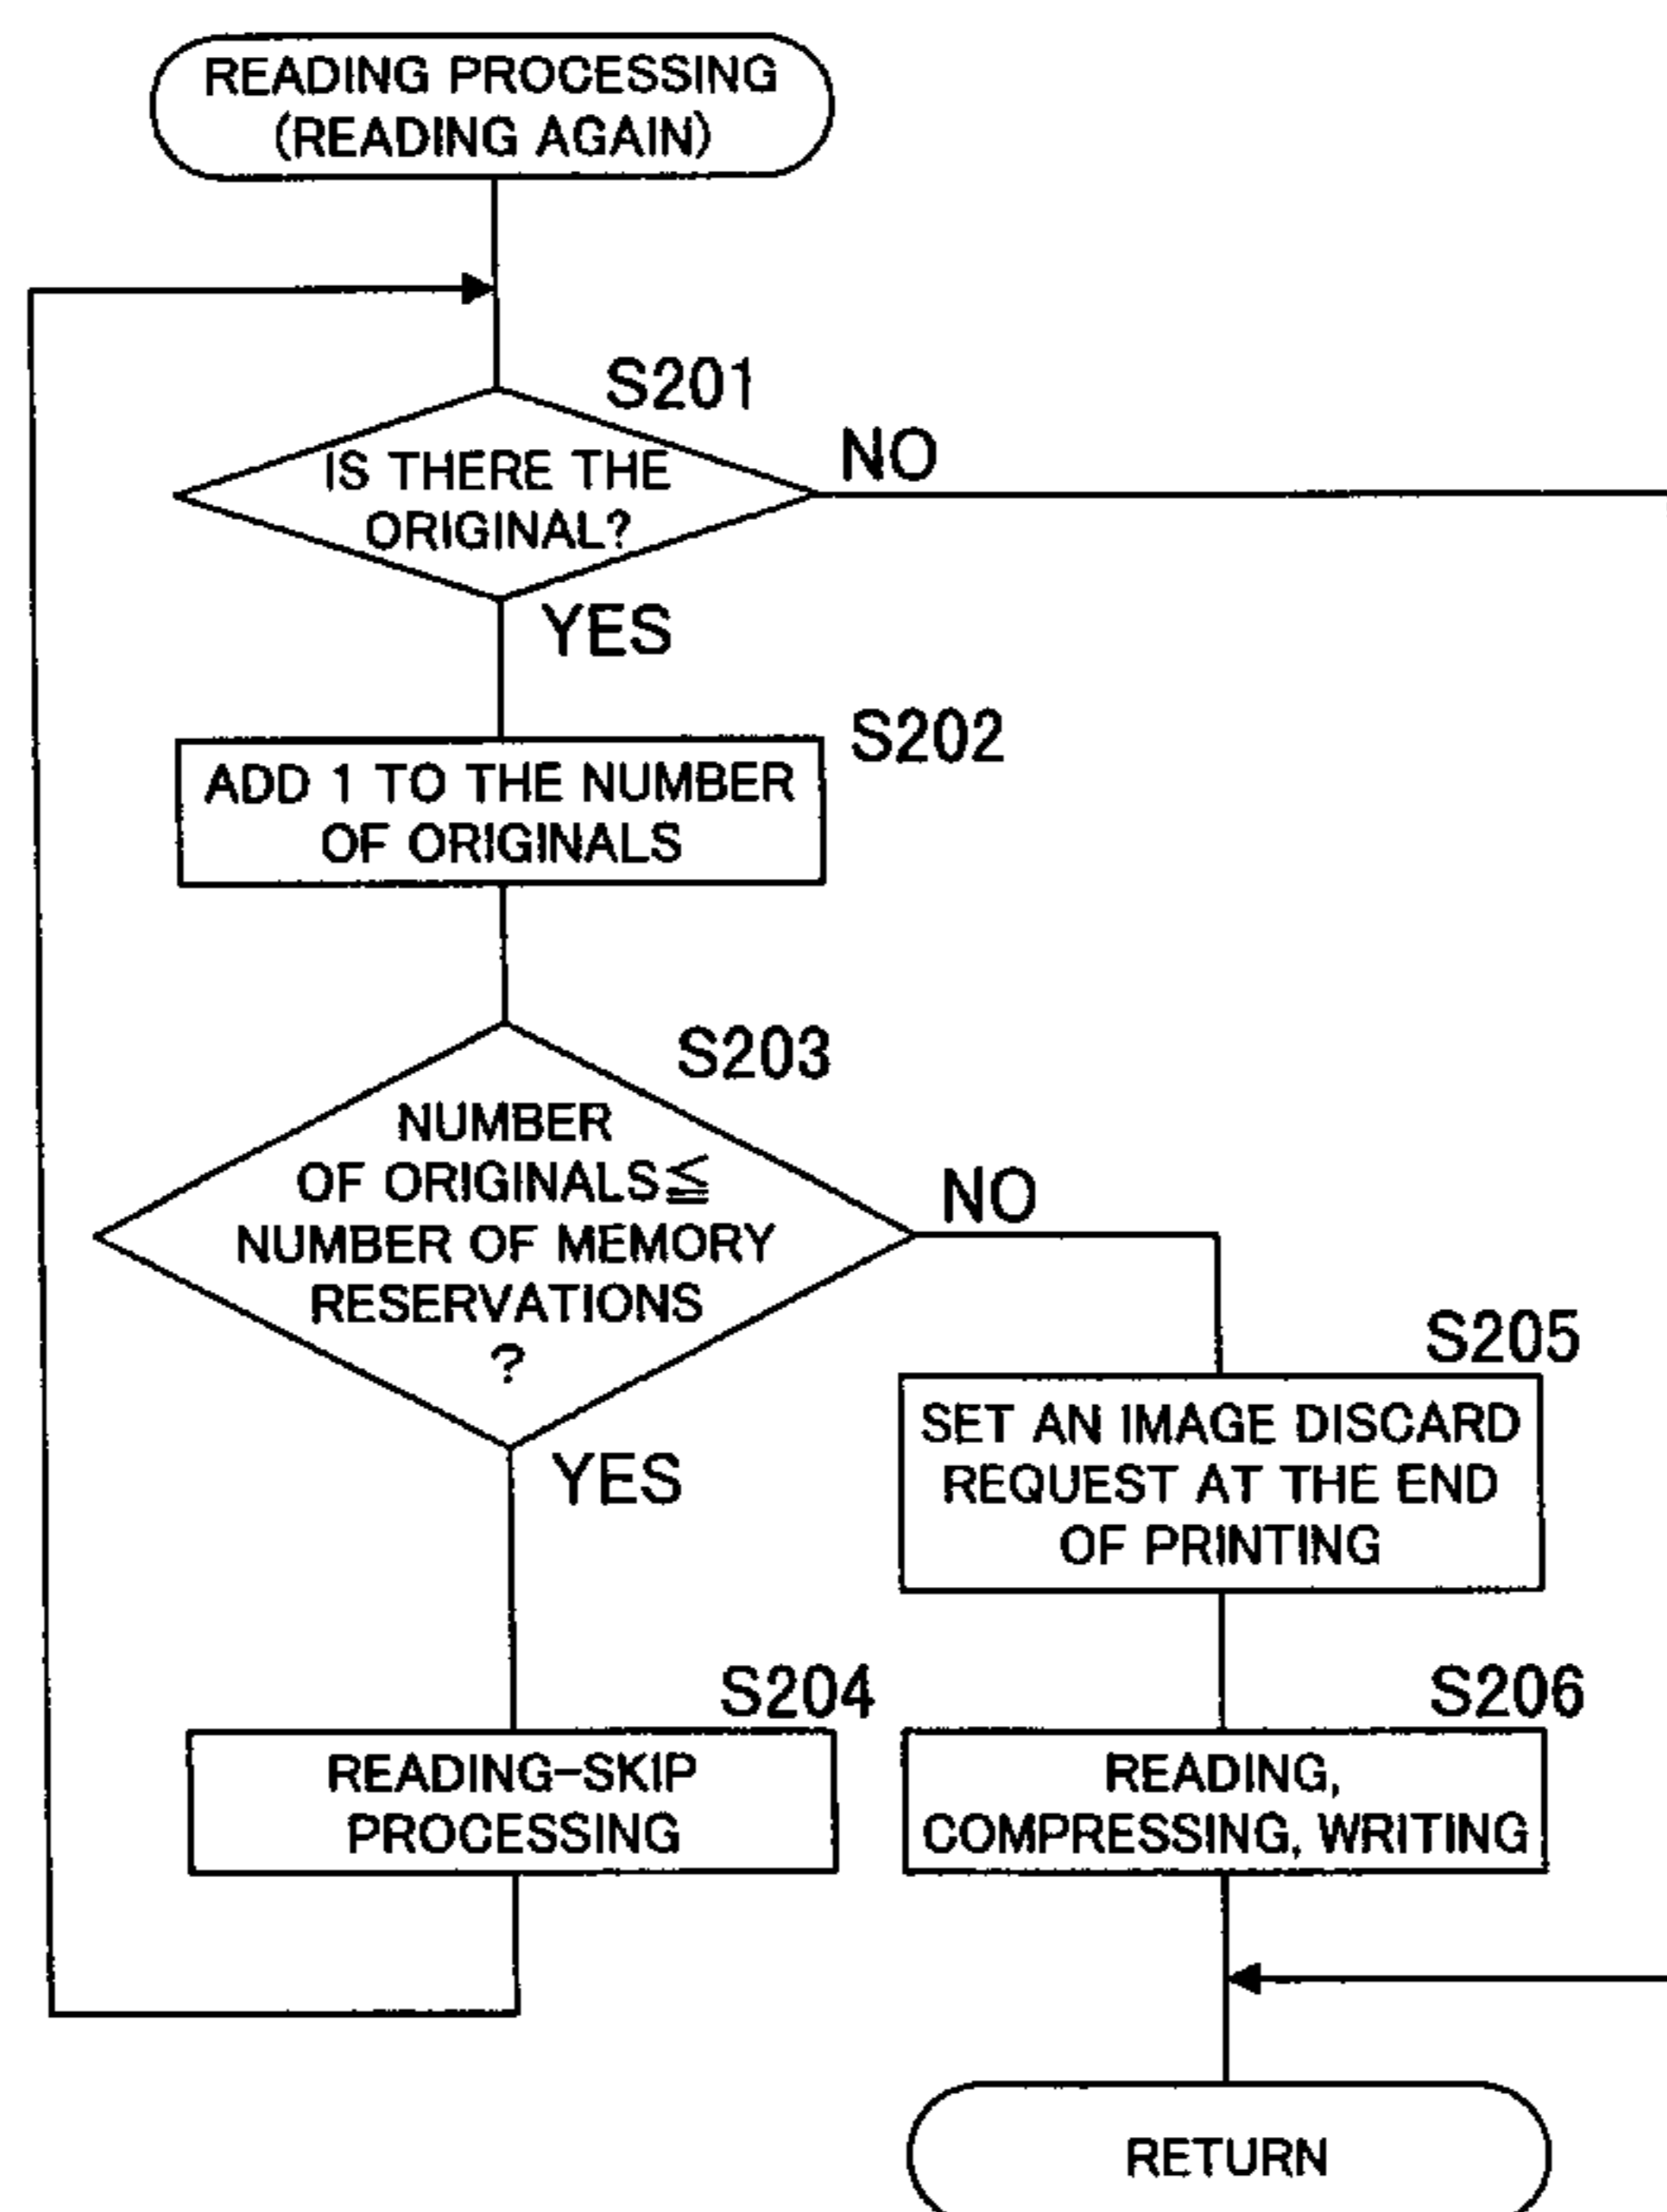 READING PROCESSING
(READING AGAIN)
S201
IS THERE THE
ORIGINAL?
NO
YES
S202
ADD 1 TO THE NUMBER
OF ORIGINALS
S203
NUMBER
OF ORIGINALS≦
NUMBER OF MEMORY
RESERVATIONS
?
NO
YES
S205
SET AN IMAGE DISCARD
REQUEST AT THE END
OF PRINTING
S204
READING-SKIP
PROCESSING
S206
READING,
COMPRESSING, WRITING
RETURN